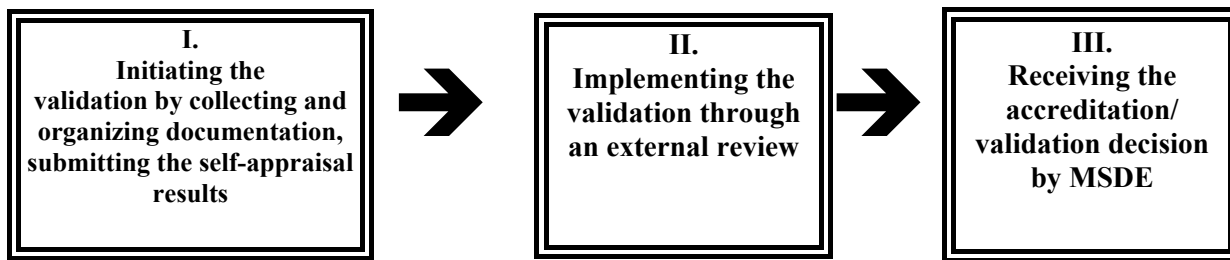 I.
Initiating the
validation by collecting and
organizing documentation,
submitting the self-appraisal
results
II.
Implementing the
validation through
an external review
III.
Receiving the
accreditation/
validation decision
by MSDE